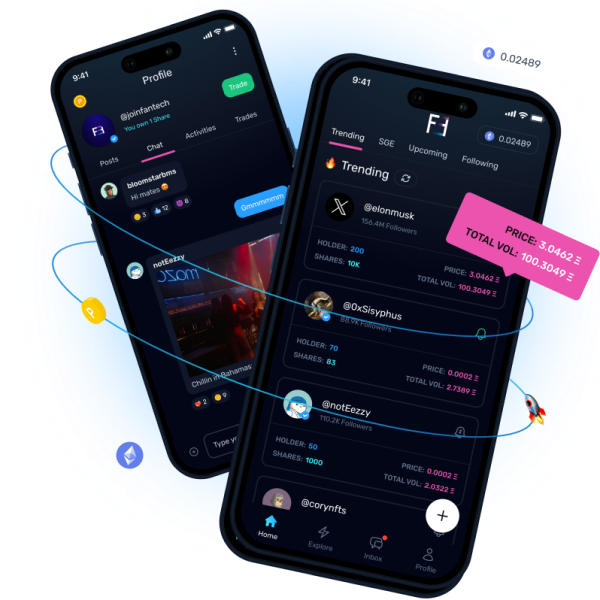 0.02489
9:41
Profile
@joinfantech
You own 1 Share
Trade
Posts
Chat
Activities
Trades
bloomstarbms
Hi mates
3
12
6
Gmmmmmm
notEezzy
Chillin in Bahamas
2
9
Type yo
9:41
FF
0.02489
Trending
SGE
Upcoming
Following
Trending
@elonmusk
156.4M Followers
HOLDER: 200
SHARES: 10K
PRICE: 3.0462 Ξ
TOTAL VOL: 100.3049 Ξ
PRICE: 3.0462 Ξ
TOTAL VOL: 100.3049 Ξ
@0xSisyphus
88.9K Followers
HOLDER: 70
SHARES: 83
PRICE: 0.0002 Ξ
TOTAL VOL: 2.7389 Ξ
@notEezzy
110.2K Followers
HOLDER: 50
SHARES: 1000
PRICE: 0.0002 Ξ
TOTAL VOL: 2.0322 Ξ
@corynfts
Home
Explore
Inbox
Profile